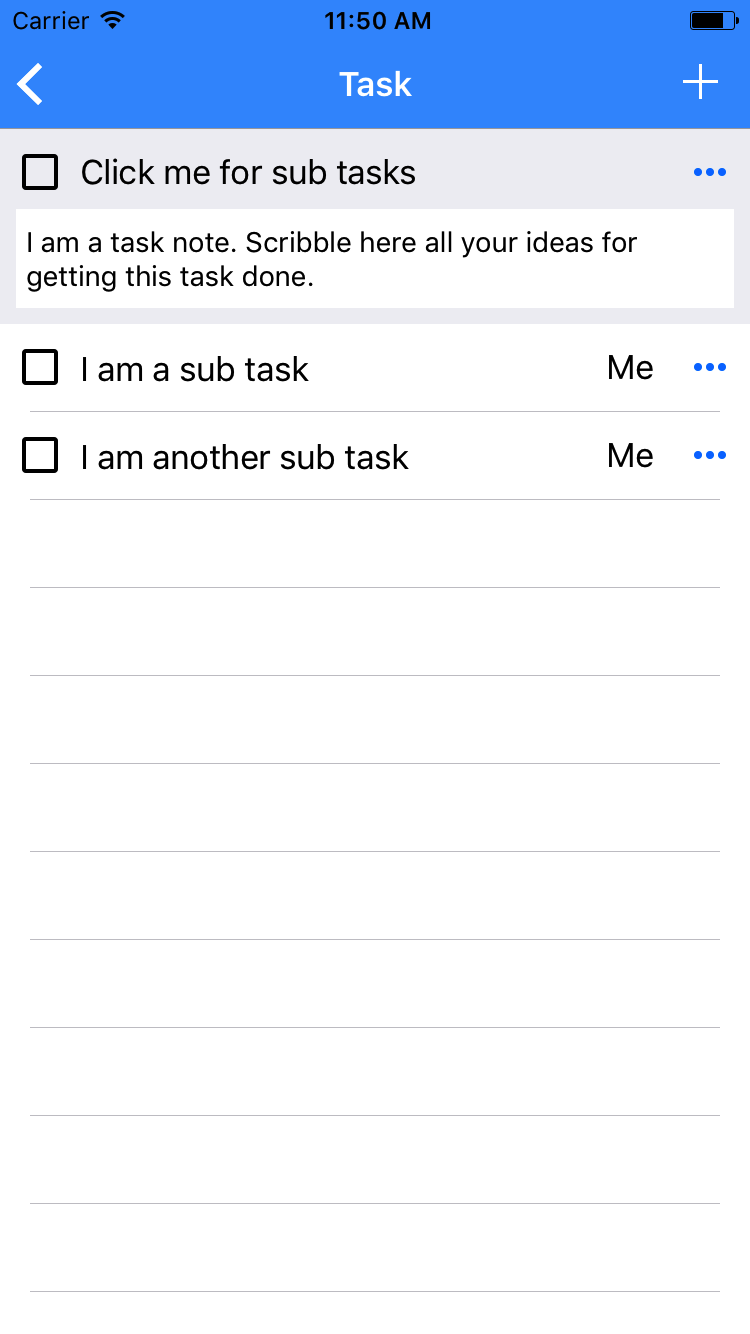 Carrier 11:50 AM
Task
Click me for sub tasks
I am a task note. Scribble here all your ideas for
getting this task done.
I am a sub task Me
I am another sub task Me